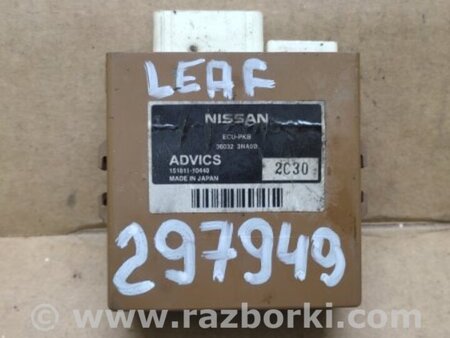 LEAF
NISSAN
ECU-PKB
36032 3NA0B
ADVICS 2C30
151811-10440
MADE IN JAPAN
297949
© www.razborki.com